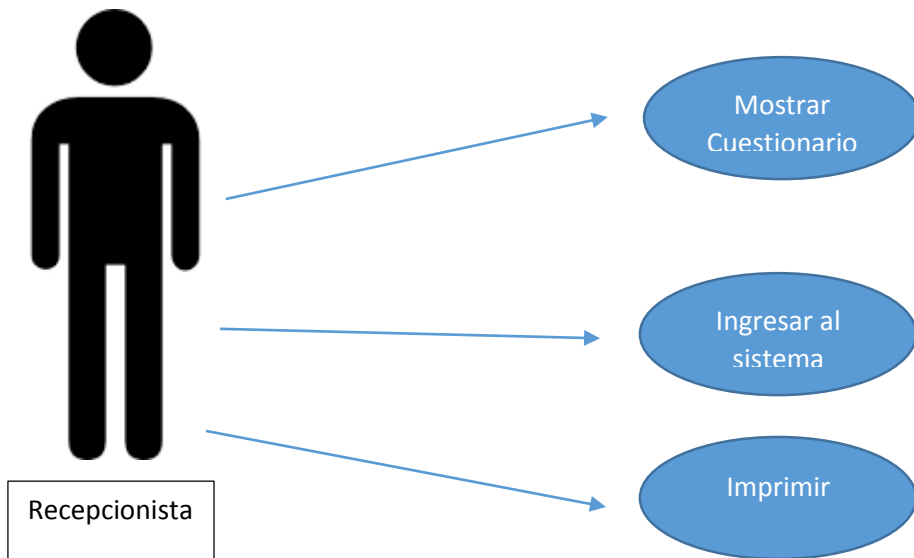 Mostrar
Cuestionario
Ingresar al
sistema
Imprimir
Recepcionista